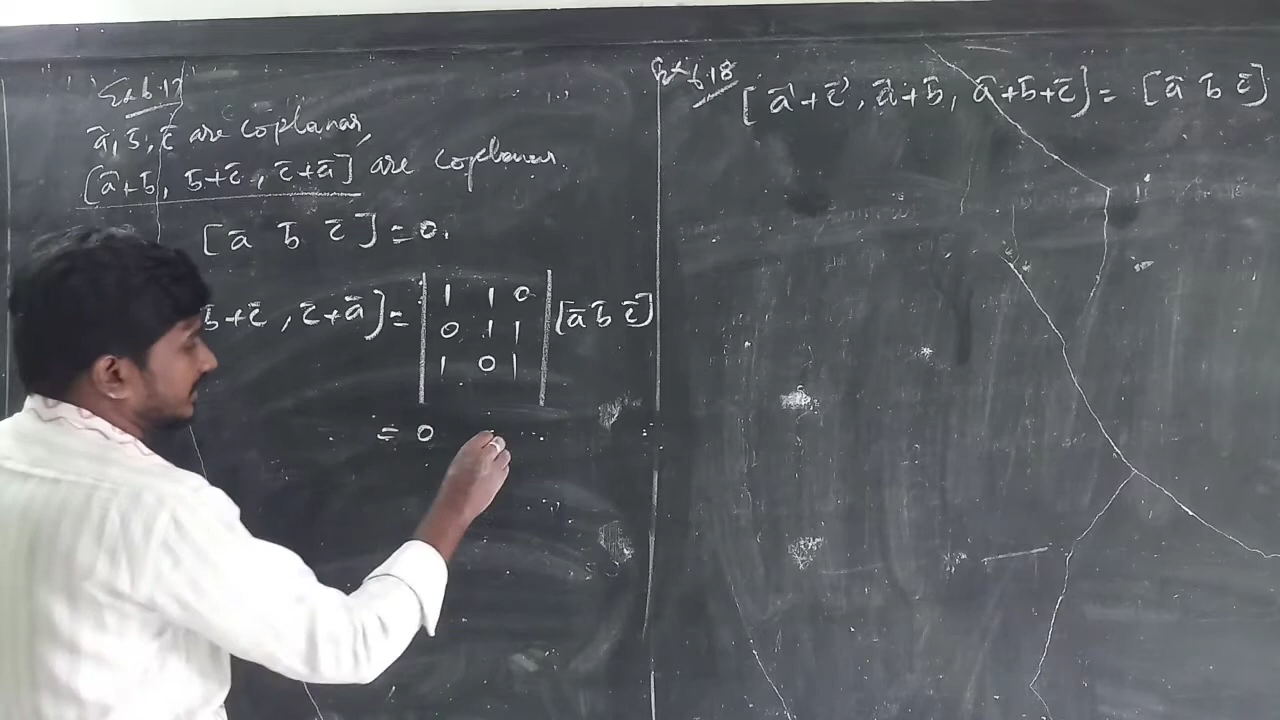 Ex 6.17
a̅, b̅, c̅ are coplanar,
[a̅+b̅, b̅+c̅, c̅+a̅] are coplanar.
[a̅ b̅ c̅] = 0.
b̅+c̅, c̅+a̅] = | 1 1 0 | [a̅ b̅ c̅]
0 1 1
1 0 1
= 0
Ex 6.18
[a̅+c̅, a̅+b̅, a̅+b̅+c̅] = [a̅ b̅ c̅]